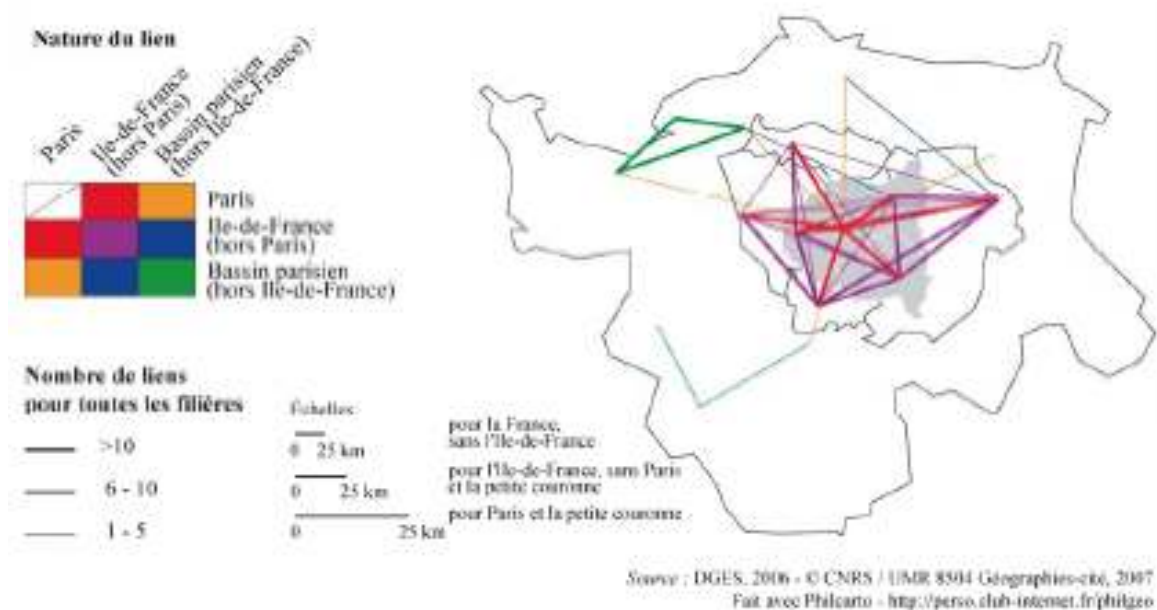 Nature du lien
Paris
Ile-de-France
(hors Paris)
Bassin parisien
(hors Ile-de-France)
Paris
Ile-de-France
(hors Paris)
Bassin parisien
(hors Ile-de-France)
Nombre de liens
pour toutes les filières
>10
6 - 10
1 - 5
Échelles
0 25 km
pour la France,
sans l'Ile-de-France
0 25 km
pour l'Ile-de-France, sans Paris
et la petite couronne
0 25 km
pour Paris et la petite couronne
Source : DGES, 2006 - © CNRS / UMR 8504 Géographies-cité, 2007
Fait avec Philcarto - http://perso.club-internet.fr/philgeo